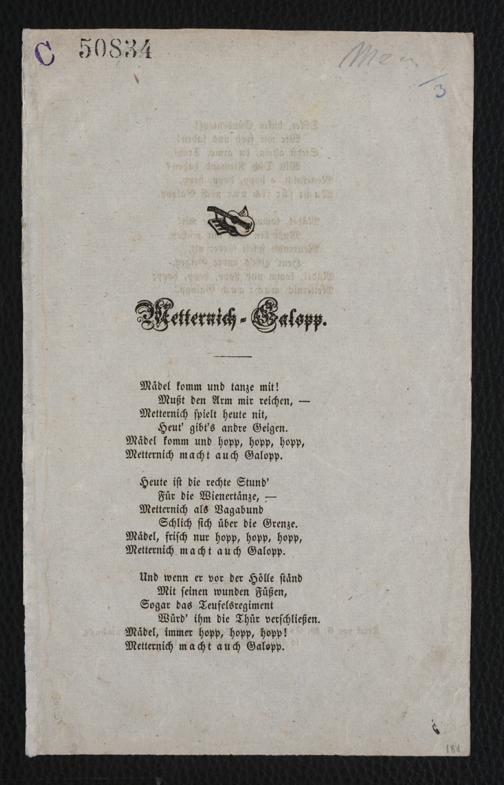 C 50834
3
Metternich-Galopp.
Mädel komm und tanze mit!
Mußt den Arm mir reichen, —
Metternich spielt heute nit,
Heut' gibt's andre Geigen.
Mädel komm und hopp, hopp, hopp,
Metternich macht auch Galopp.
Heute ist die rechte Stund'
Für die Wienertänze, —
Metternich als Vagabund
Schlich sich über die Grenze.
Mädel, frisch nur hopp, hopp, hopp,
Metternich macht auch Galopp.
Und wenn er vor der Hölle ständ
Mit seinen wunden Füßen,
Sogar das Teufelsregiment
Würd' ihm die Thür verschließen.
Mädel, immer hopp, hopp, hopp!
Metternich macht auch Galopp.